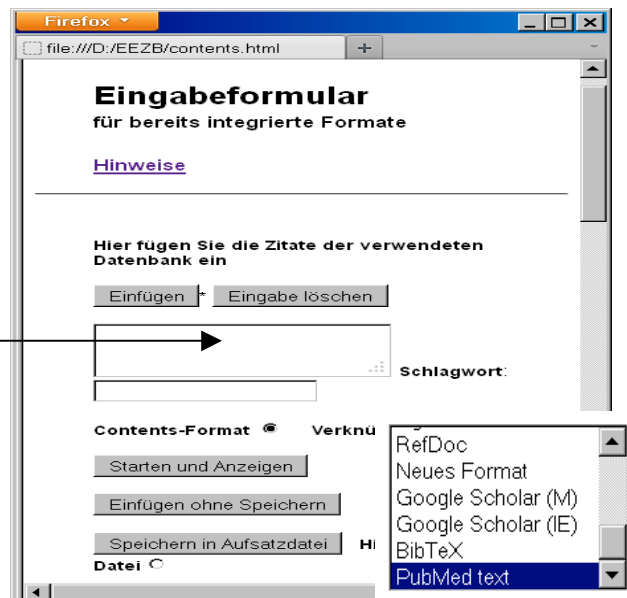 Firefox
file:///D:/EEZB/contents.html +
Eingabeformular
für bereits integrierte Formate
Hinweise
Hier fügen Sie die Zitate der verwendeten
Datenbank ein
Einfügen * Eingabe löschen
Schlagwort:
Contents-Format Verknü
Starten und Anzeigen
Einfügen ohne Speichern
Speichern in Aufsatzdatei Hi
Datei
RefDoc
Neues Format
Google Scholar (M)
Google Scholar (IE)
BibTeX
PubMed text